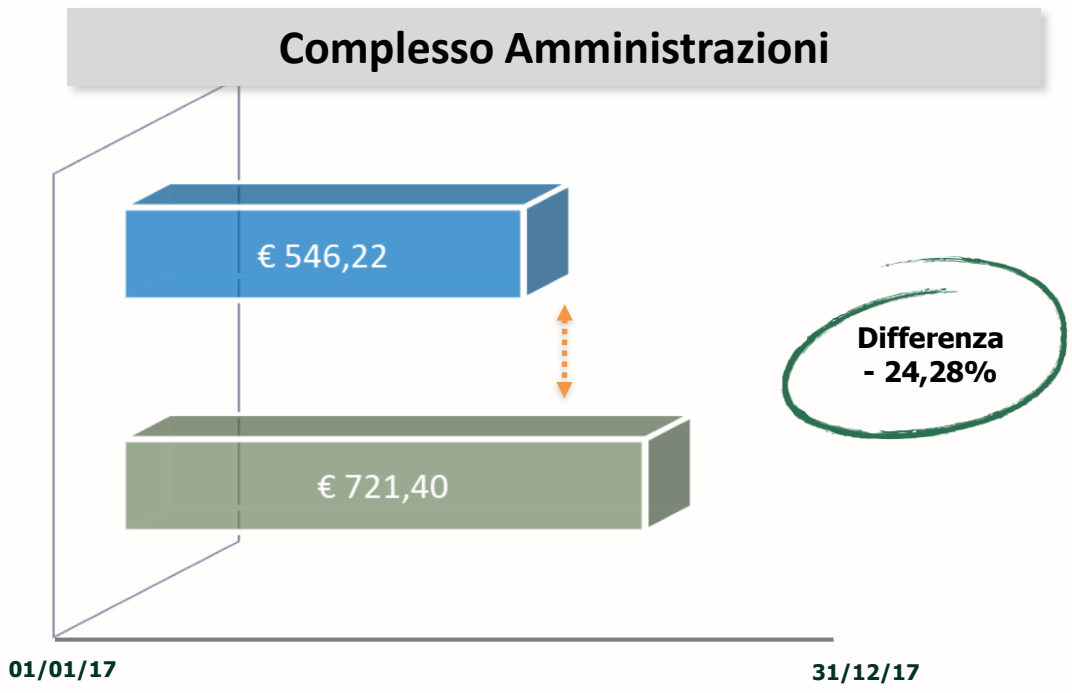 Complesso Amministrazioni
€ 546,22
Differenza
- 24,28%
€ 721,40
01/01/17
31/12/17